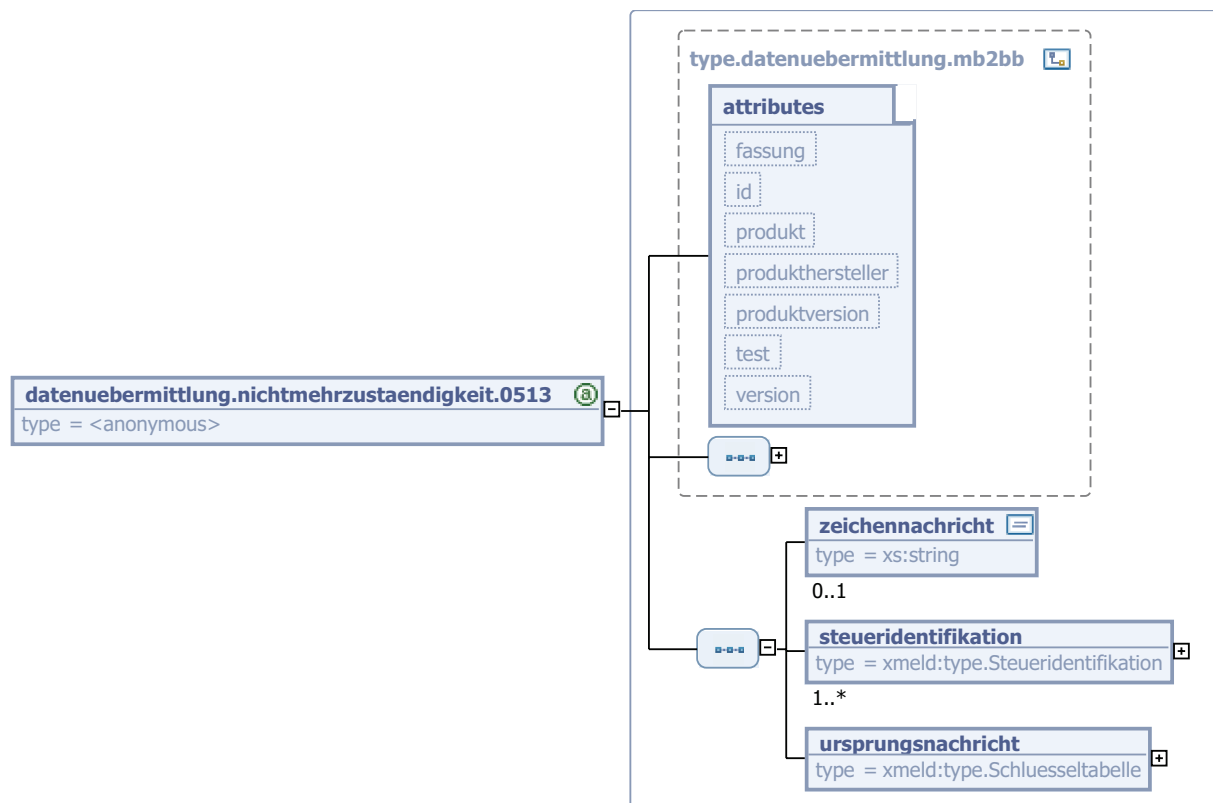 type.datenuebermittlung.mb2bb
attributes
fassung
id
produkt
produkthersteller
produktversion
test
version
datenuebermittlung.nichtmehrzustaendigkeit.0513
type = <anonymous>
zeichennachricht
type = xs:string
0..1
steueridentifikation
type = xmeld:type.Steueridentifikation
1..*
ursprungsnachricht
type = xmeld:type.Schluesseltabelle